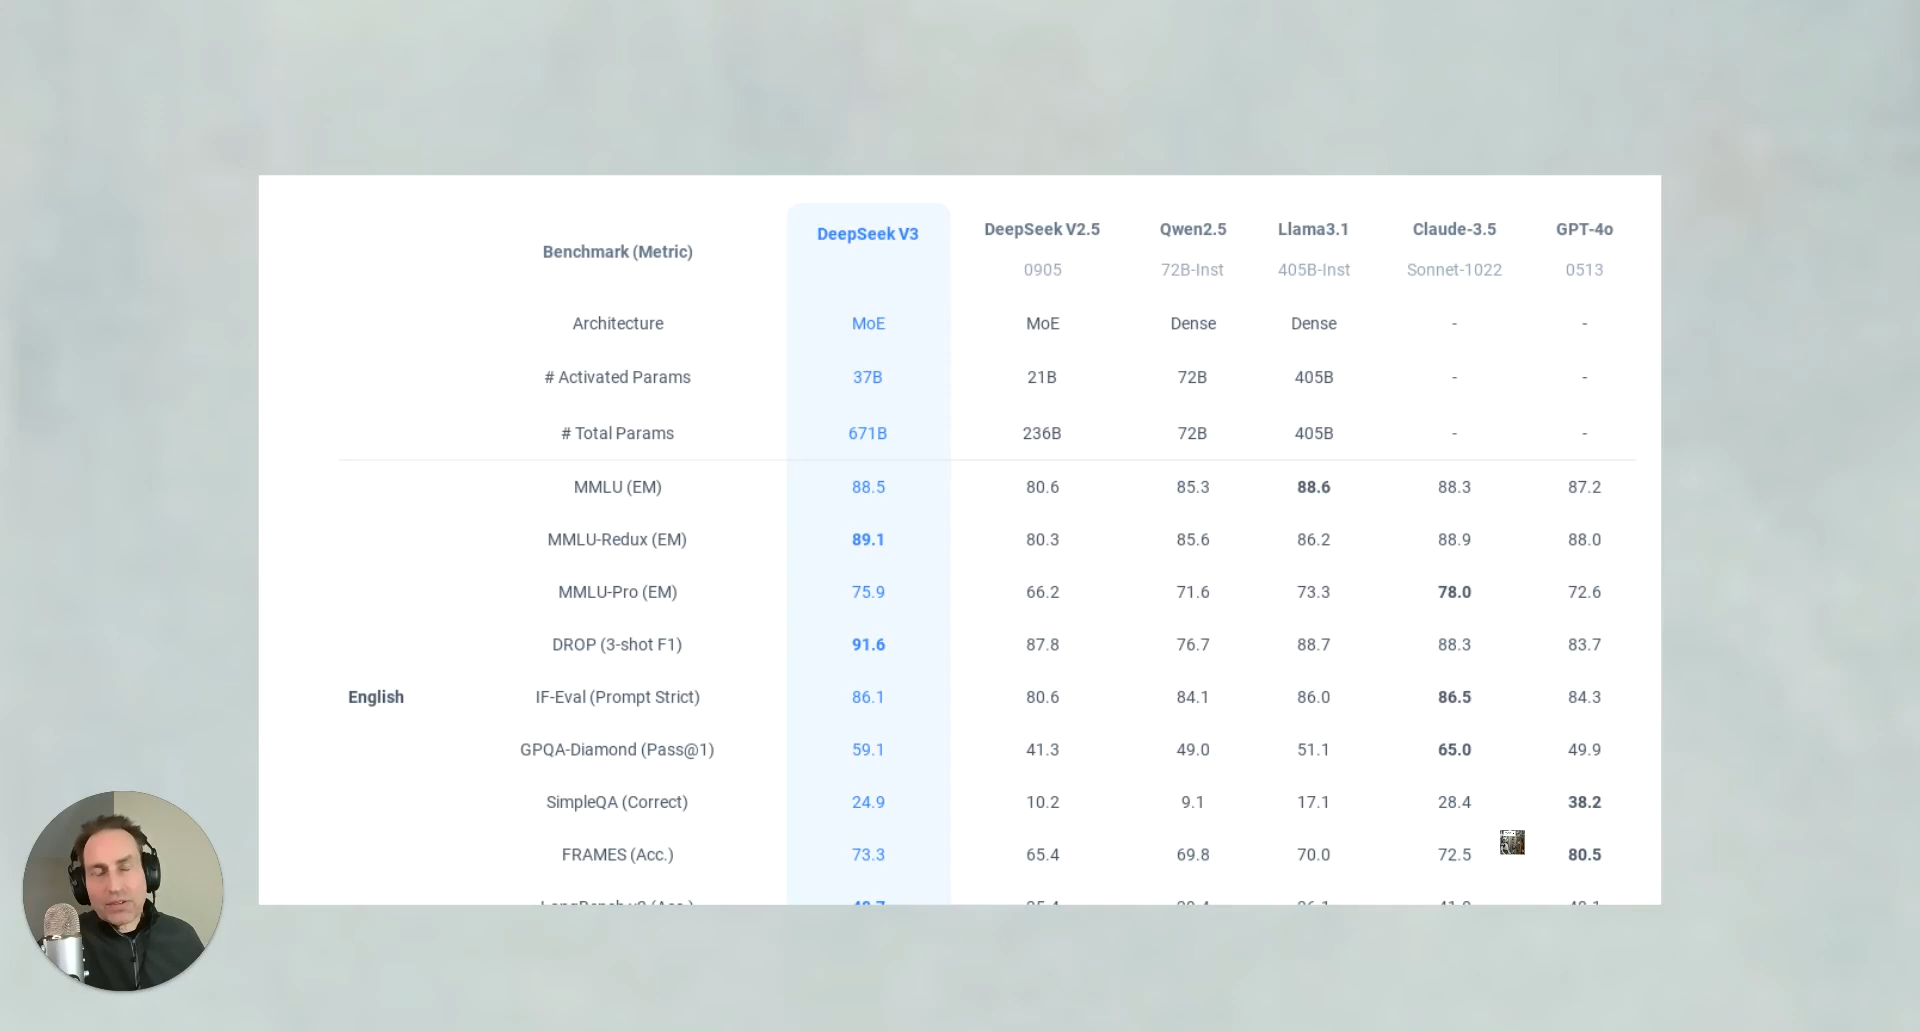 Benchmark (Metric) DeepSeek V3 DeepSeek V2.5 Qwen2.5 Llama3.1 Claude-3.5 GPT-4o
0905 72B-Inst 405B-Inst Sonnet-1022 0513
Architecture MoE MoE Dense Dense - -
# Activated Params 37B 21B 72B 405B - -
# Total Params 671B 236B 72B 405B - -
MMLU (EM) 88.5 80.6 85.3 88.6 88.3 87.2
MMLU-Redux (EM) 89.1 80.3 85.6 86.2 88.9 88.0
MMLU-Pro (EM) 75.9 66.2 71.6 73.3 78.0 72.6
DROP (3-shot F1) 91.6 87.8 76.7 88.7 88.3 83.7
English IF-Eval (Prompt Strict) 86.1 80.6 84.1 86.0 86.5 84.3
GPQA-Diamond (Pass@1) 59.1 41.3 49.0 51.1 65.0 49.9
SimpleQA (Correct) 24.9 10.2 9.1 17.1 28.4 38.2
FRAMES (Acc.) 73.3 65.4 69.8 70.0 72.5 80.5